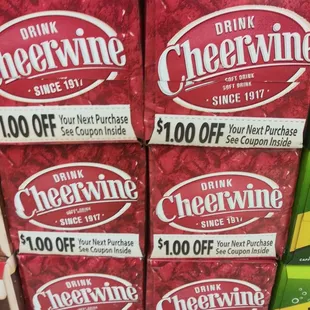 DRINK
Cheerwine
· SINCE 1917 ·
1.00 OFF Your Next Purchase
See Coupon Inside
DRINK
Cheerwine
SOFT DRINK
SOFT DRINK
· SINCE 1917 ·
$1.00 OFF Your Next Purchase
See Coupon Inside
DRINK
Cheerwine
SOFT DRINK
· SINCE 1917 ·
$1.00 OFF Your Next Purchase
See Coupon Inside
DRINK
Cheerwine
· SINCE 1917 ·
$1.00 OFF Your Next Purchase
See Coupon Inside
DRINK
Cheerwine
DRINK
Cheerwine